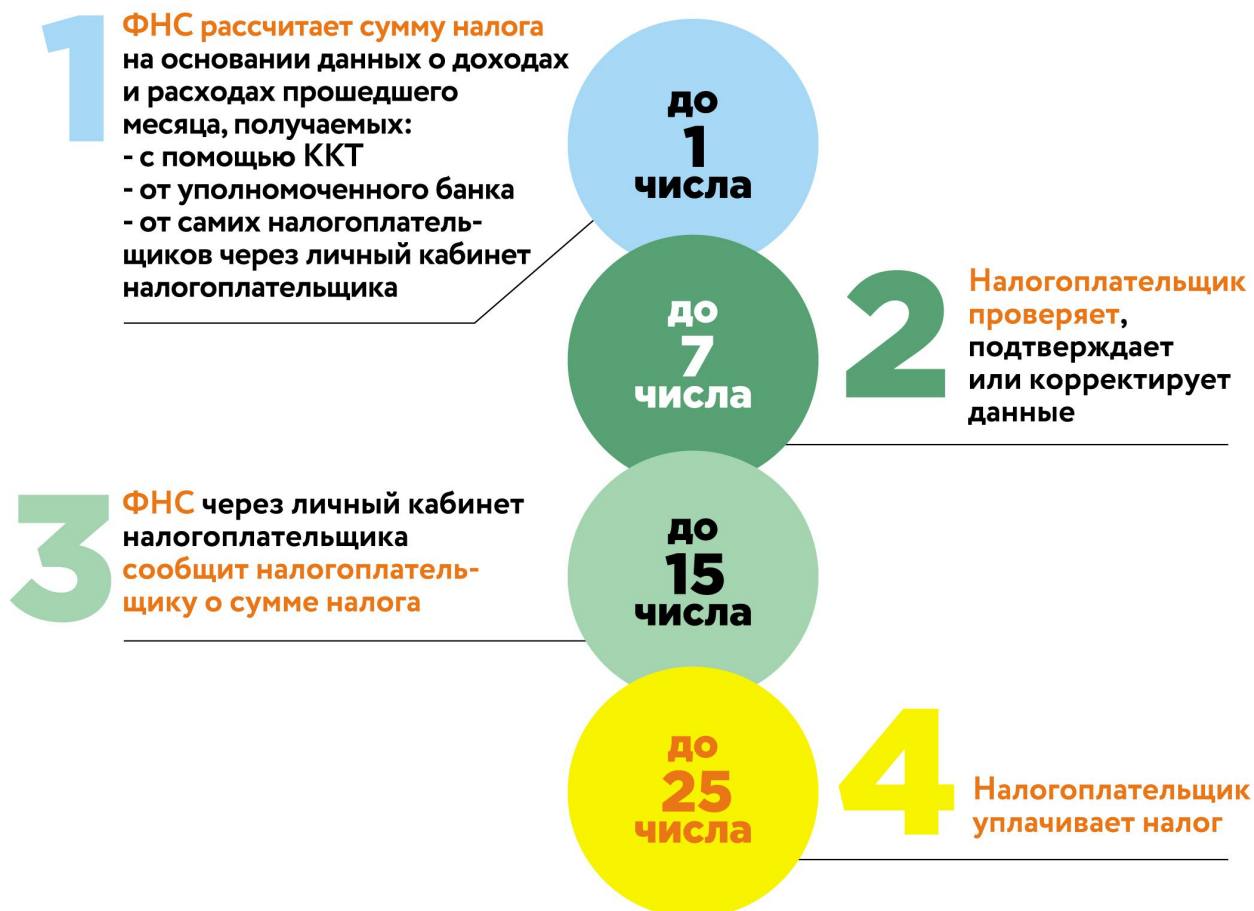 1
ФНС рассчитает сумму налога
на основании данных о доходах
и расходах прошедшего
месяца, получаемых:
- с помощью ККТ
- от уполномоченного банка
- от самих налогоплатель-
щиков через личный кабинет
налогоплательщика
до
1
числа
2
Налогоплательщик
проверяет,
подтверждает
или корректирует
данные
до
7
числа
3
ФНС через личный кабинет
налогоплательщика
сообщит налогоплатель-
щику о сумме налога
до
15
числа
4
Налогоплательщик
уплачивает налог
до
25
числа